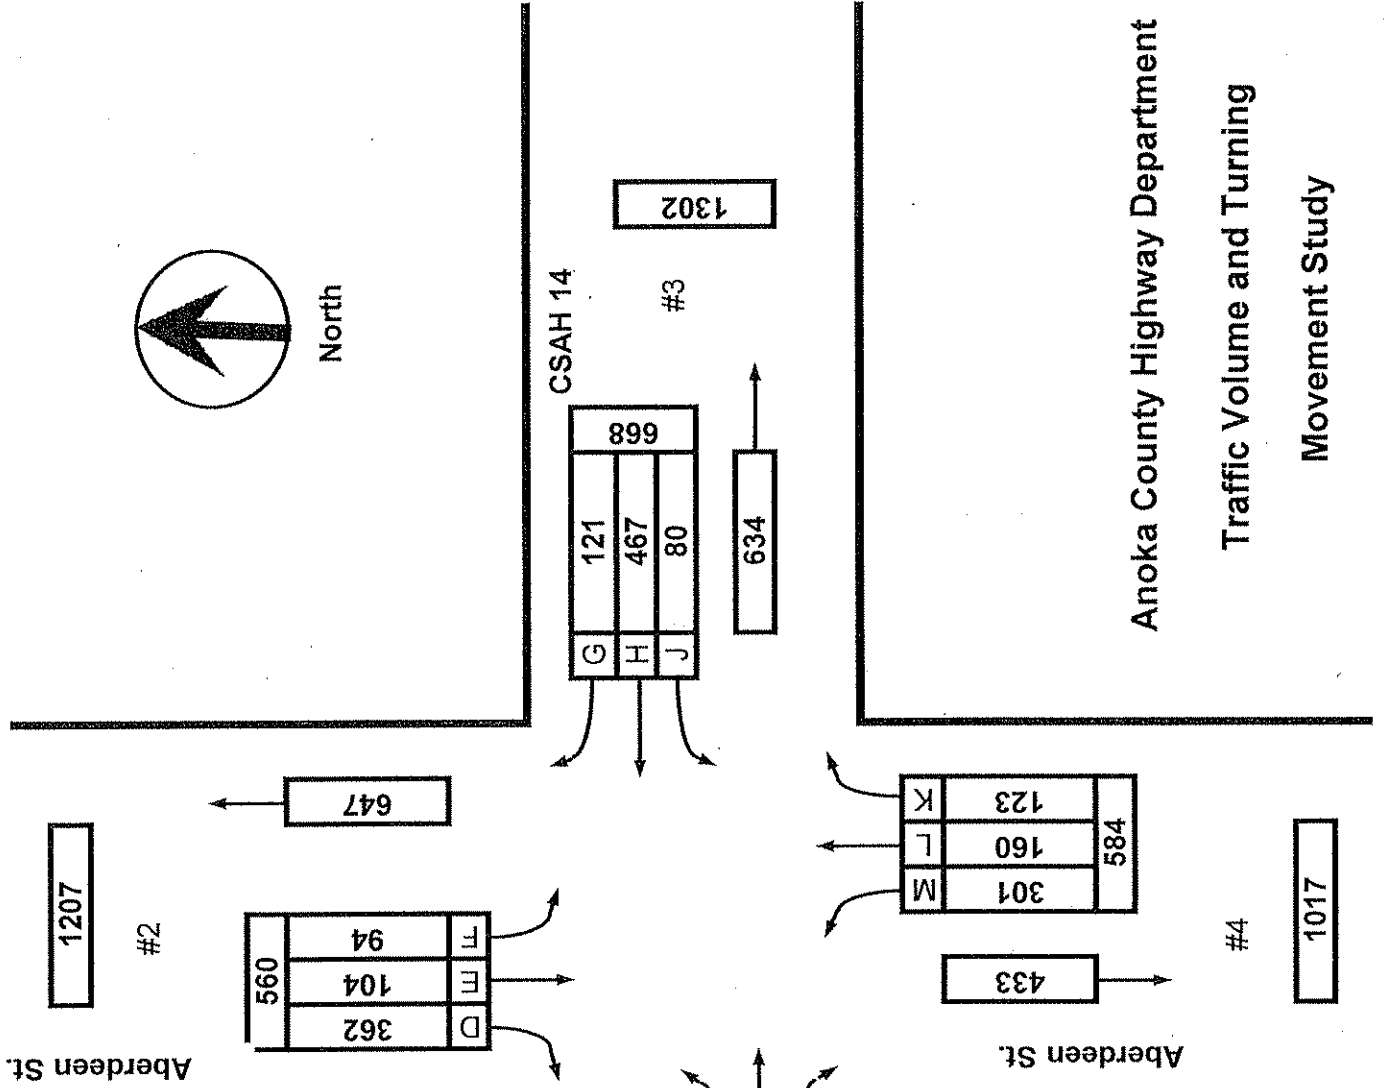 1207
#2
Aberdeen St.
560
362
104
94
D
E
F
647
North
CSAH 14
G
121
H
467
J
80
668
#3
1302
634
M
L
K
301
160
123
584
433
#4
1017
Aberdeen St.
Anoka County Highway Department
Traffic Volume and Turning
Movement Study